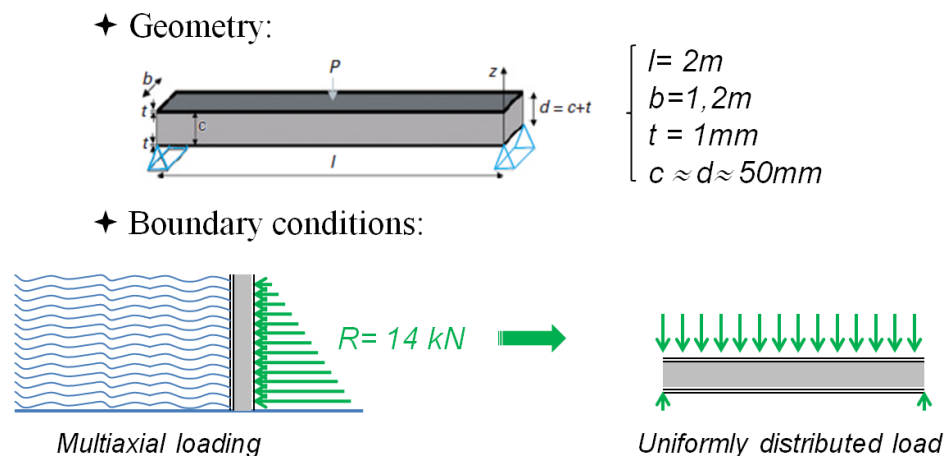 ✦ Geometry:
P
z
b
t
c
d = c+t
t
l
l= 2m
b=1,2m
t = 1mm
c ≈ d ≈ 50mm
✦ Boundary conditions:
R= 14 kN
Multiaxial loading
Uniformly distributed load